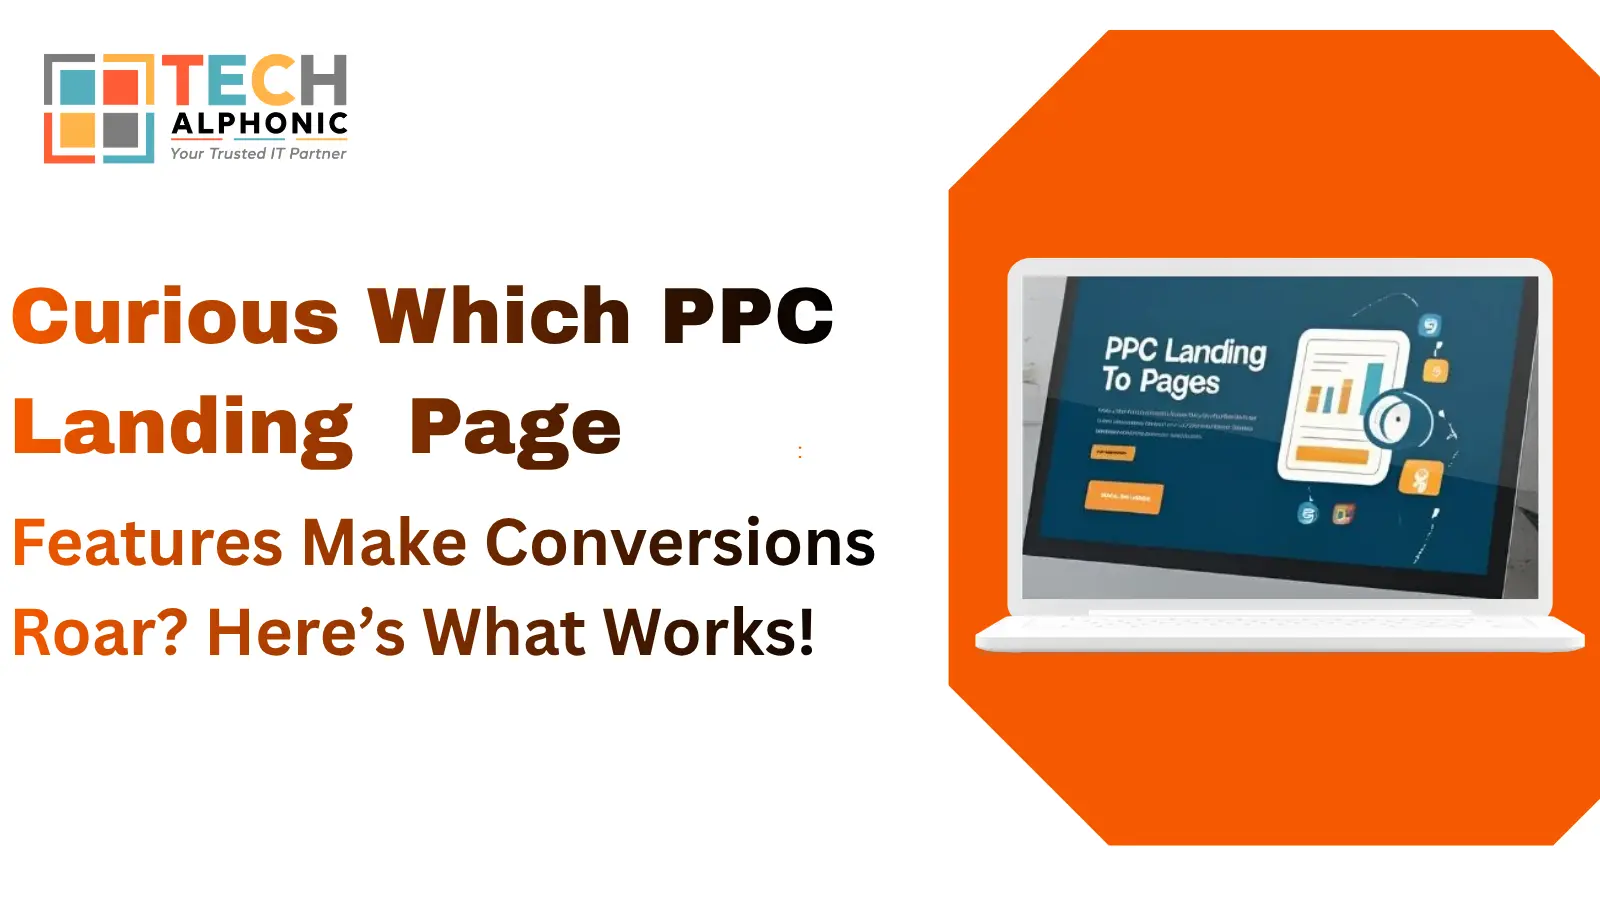 TECH
ALPHONIC
Your Trusted IT Partner
Curious Which PPC
Landing Page
:
Features Make Conversions
Roar? Here’s What Works!
PPC Landing
To Pages